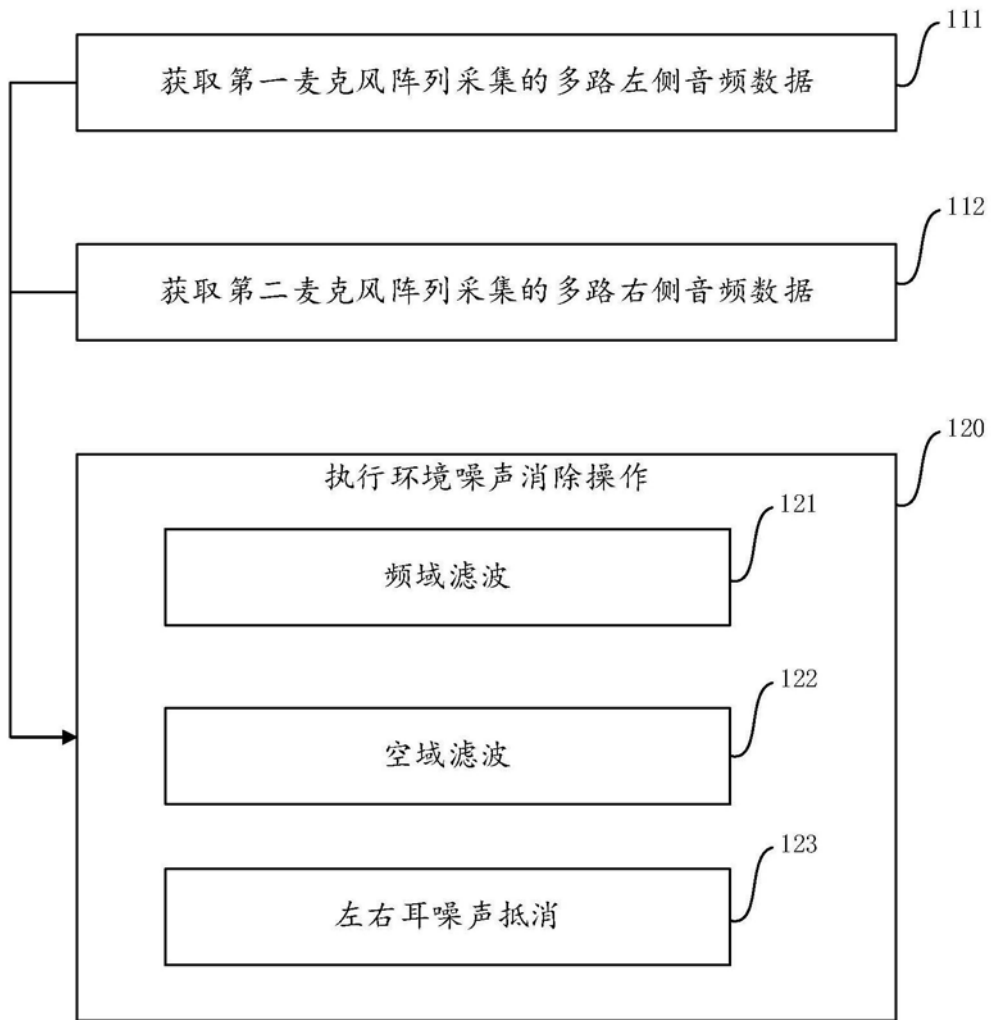 111
获取第一麦克风阵列采集的多路左侧音频数据
112
获取第二麦克风阵列采集的多路右侧音频数据
120
执行环境噪声消除操作
121
频域滤波
122
空域滤波
123
左右耳噪声抵消